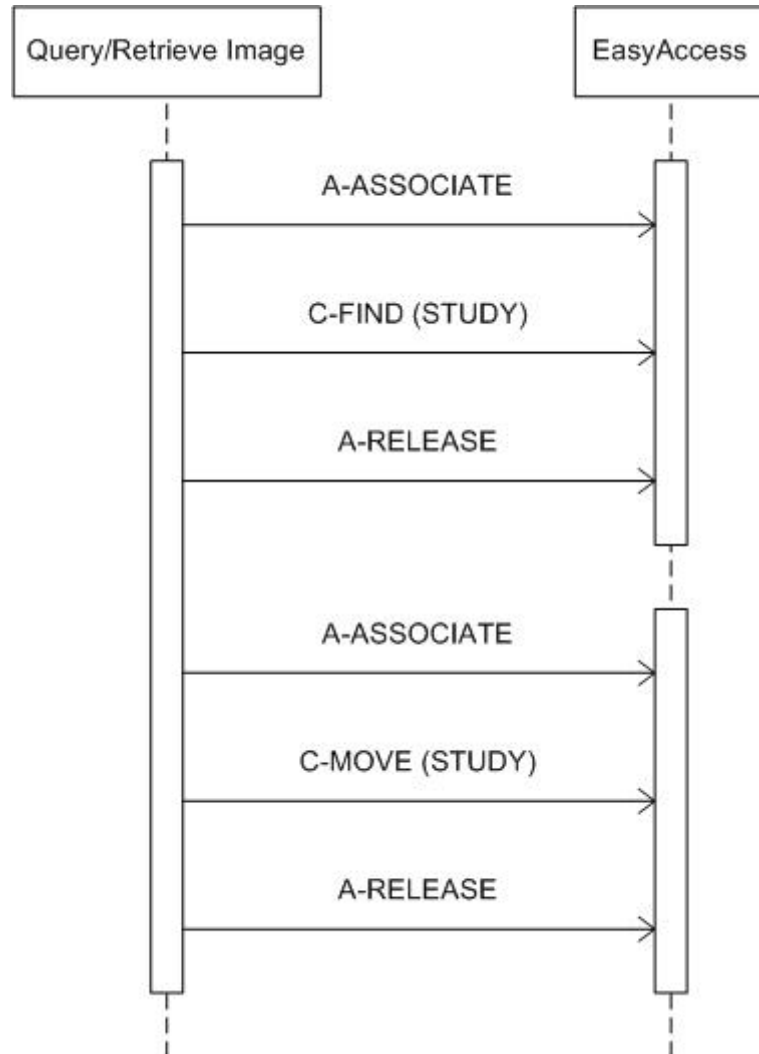 Query/Retrieve Image
EasyAccess
A-ASSOCIATE
C-FIND (STUDY)
A-RELEASE
A-ASSOCIATE
C-MOVE (STUDY)
A-RELEASE